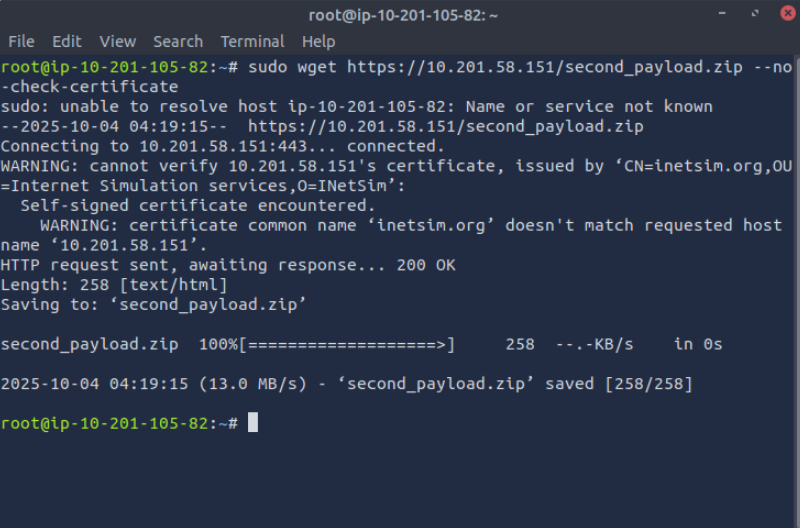 root@ip-10-201-105-82: ~
File Edit View Search Terminal Help
root@ip-10-201-105-82:~# sudo wget https://10.201.58.151/second_payload.zip --no
-check-certificate
sudo: unable to resolve host ip-10-201-105-82: Name or service not known
--2025-10-04 04:19:15--  https://10.201.58.151/second_payload.zip
Connecting to 10.201.58.151:443... connected.
WARNING: cannot verify 10.201.58.151's certificate, issued by ‘CN=inetsim.org,OU
=Internet Simulation services,O=INetSim’:
  Self-signed certificate encountered.
    WARNING: certificate common name ‘inetsim.org’ doesn't match requested host
name ‘10.201.58.151’.
HTTP request sent, awaiting response... 200 OK
Length: 258 [text/html]
Saving to: ‘second_payload.zip’
second_payload.zip  100%[===================>]     258  --.-KB/s    in 0s
2025-10-04 04:19:15 (13.0 MB/s) - ‘second_payload.zip’ saved [258/258]
root@ip-10-201-105-82:~#